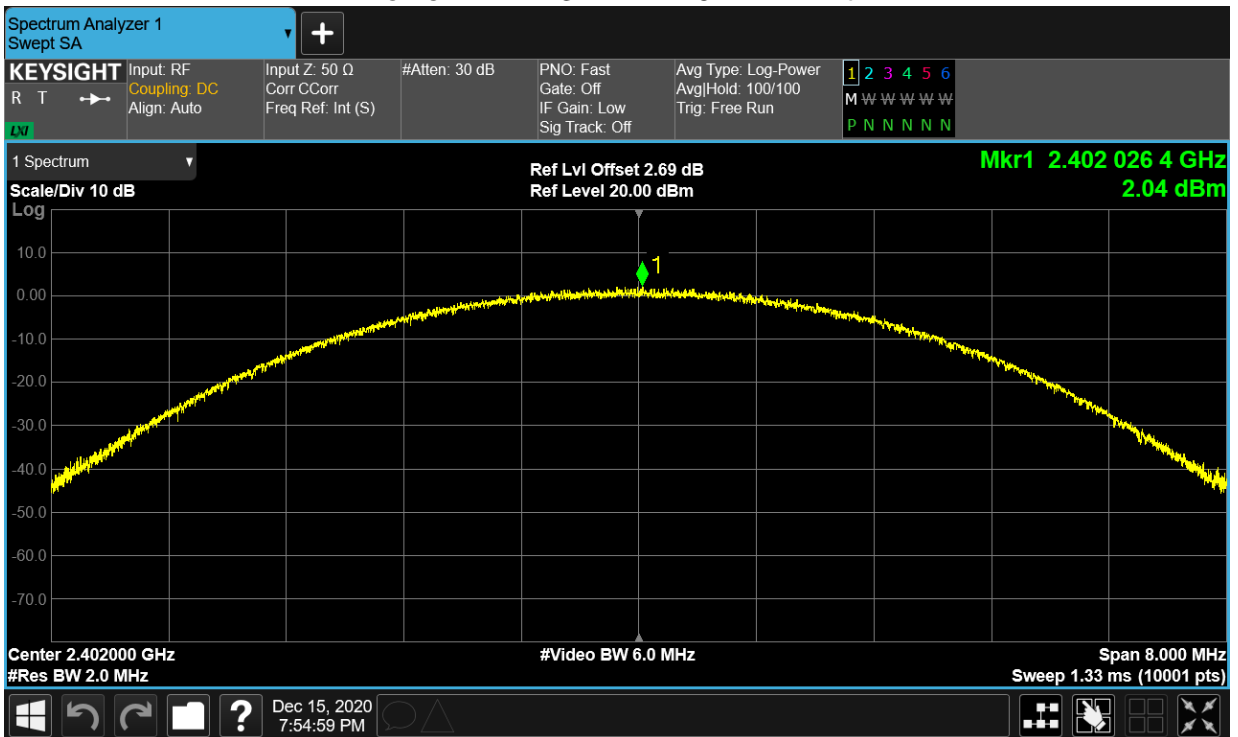 Spectrum Analyzer 1
Swept SA
+
KEYSIGHT
R T
LXI
Input: RF
Coupling: DC
Align: Auto
Input Z: 50 Ω
Corr CCorr
Freq Ref: Int (S)
#Atten: 30 dB
PNO: Fast
Gate: Off
IF Gain: Low
Sig Track: Off
Avg Type: Log-Power
Avg|Hold: 100/100
Trig: Free Run
1 2 3 4 5 6
M W W W W W
P N N N N N
1 Spectrum
Scale/Div 10 dB
Log
Ref Lvl Offset 2.69 dB
Ref Level 20.00 dBm
Mkr1 2.402 026 4 GHz
2.04 dBm
1
10.0
0.00
-10.0
-20.0
-30.0
-40.0
-50.0
-60.0
-70.0
Center 2.402000 GHz
#Video BW 6.0 MHz
Span 8.000 MHz
#Res BW 2.0 MHz
Sweep 1.33 ms (10001 pts)
?
Dec 15, 2020
7:54:59 PM